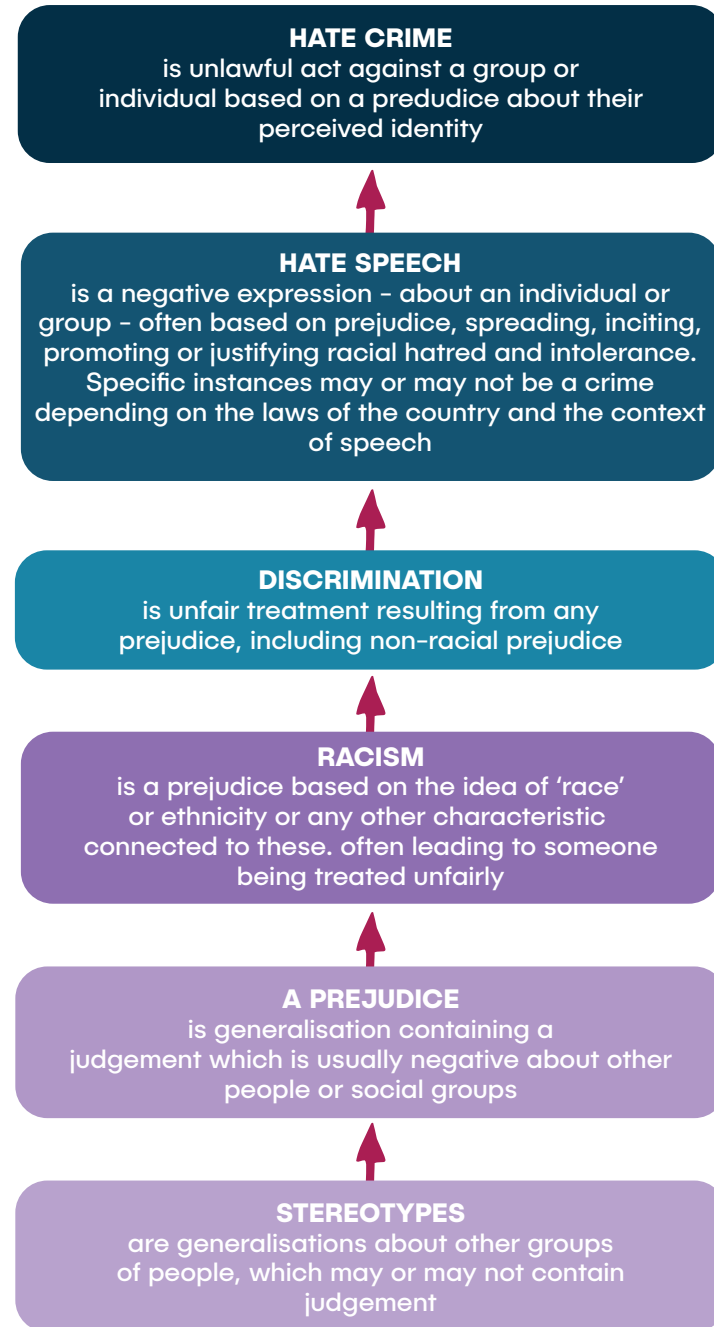 HATE CRIME
is unlawful act against a group or
individual based on a predudice about their
perceived identity
HATE SPEECH
is a negative expression - about an individual or
group - often based on prejudice, spreading, inciting,
promoting or justifying racial hatred and intolerance.
Specific instances may or may not be a crime
depending on the laws of the country and the context
of speech
DISCRIMINATION
is unfair treatment resulting from any
prejudice, including non-racial prejudice
RACISM
is a prejudice based on the idea of ‘race’
or ethnicity or any other characteristic
connected to these. often leading to someone
being treated unfairly
A PREJUDICE
is generalisation containing a
judgement which is usually negative about other
people or social groups
STEREOTYPES
are generalisations about other groups
of people, which may or may not contain
judgement